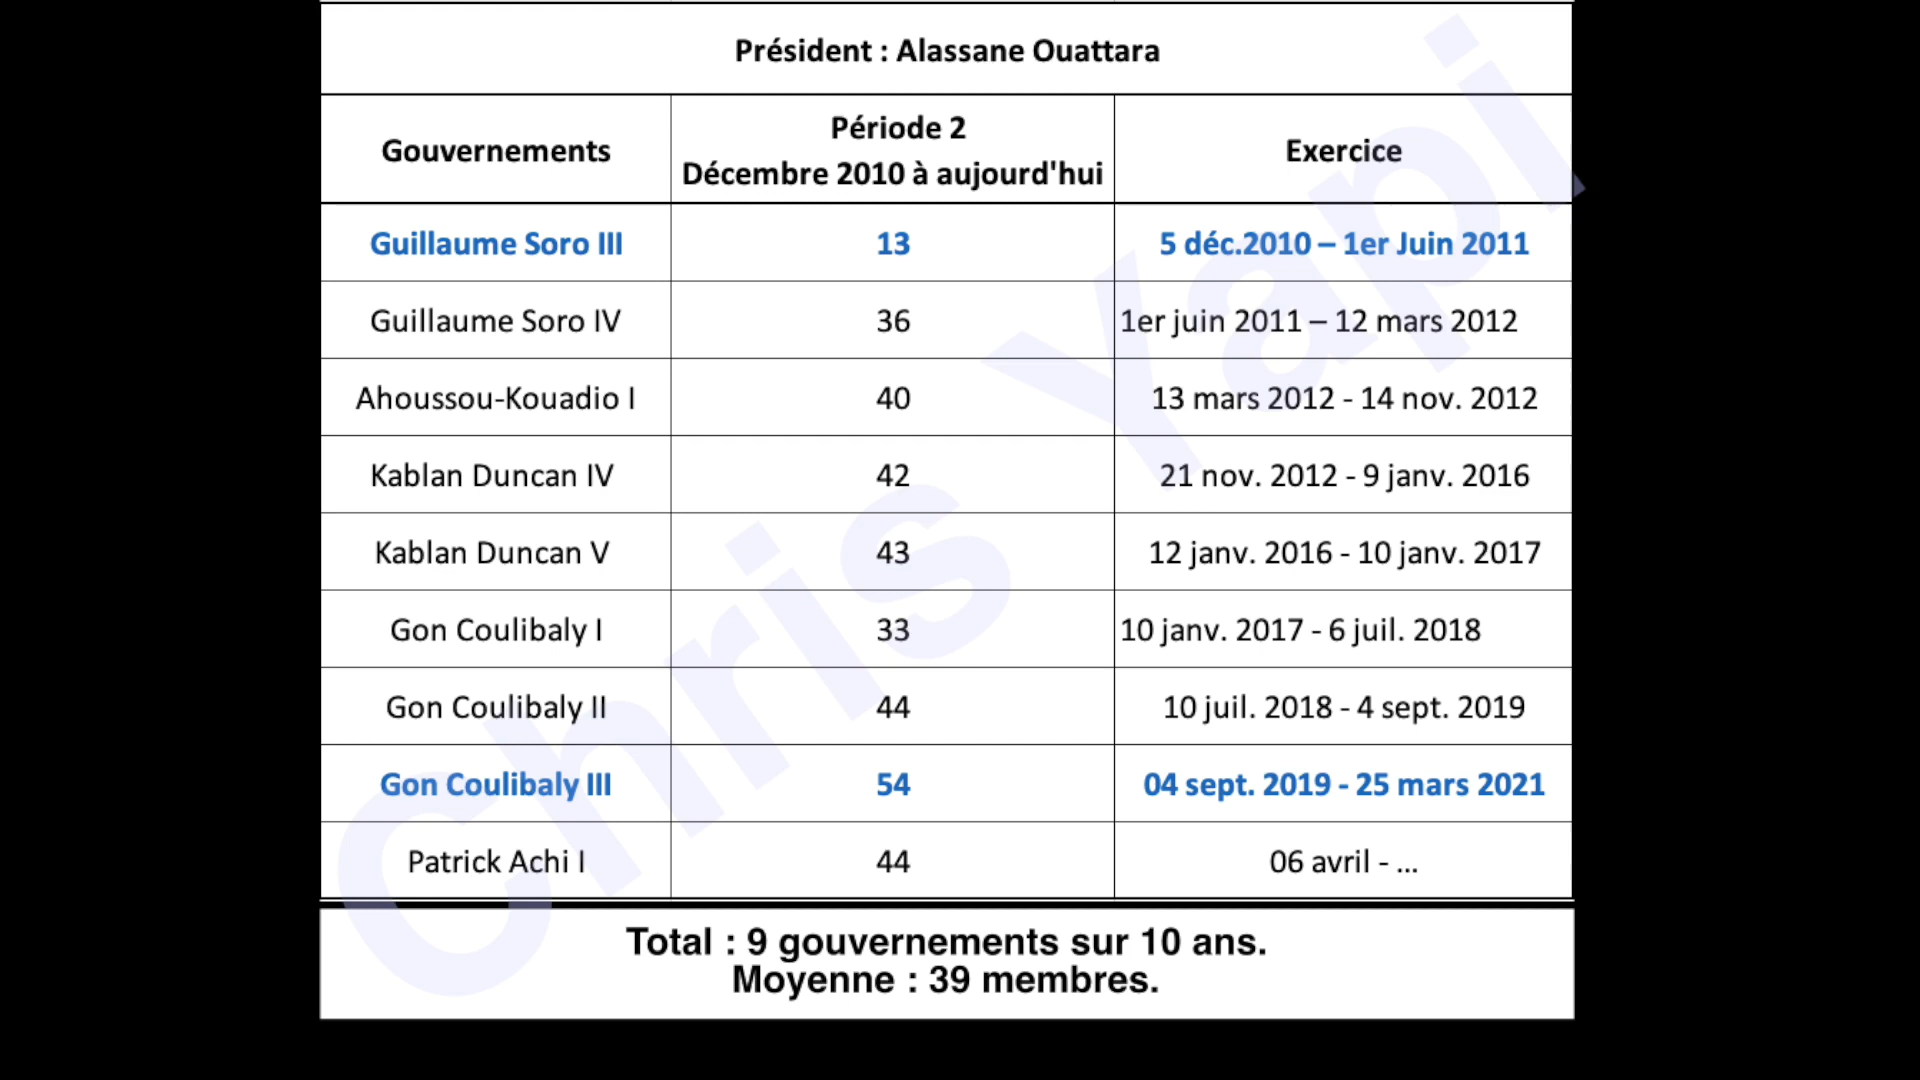 Président : Alassane Ouattara
Gouvernements
Période 2
Décembre 2010 à aujourd'hui
Exercice
Guillaume Soro III 13 5 déc.2010 – 1er Juin 2011
Guillaume Soro IV 36 1er juin 2011 – 12 mars 2012
Ahoussou-Kouadio I 40 13 mars 2012 - 14 nov. 2012
Kablan Duncan IV 42 21 nov. 2012 - 9 janv. 2016
Kablan Duncan V 43 12 janv. 2016 - 10 janv. 2017
Gon Coulibaly I 33 10 janv. 2017 - 6 juil. 2018
Gon Coulibaly II 44 10 juil. 2018 - 4 sept. 2019
Gon Coulibaly III 54 04 sept. 2019 - 25 mars 2021
Patrick Achi I 44 06 avril - ...
Total : 9 gouvernements sur 10 ans.
Moyenne : 39 membres.
Chris Yapi